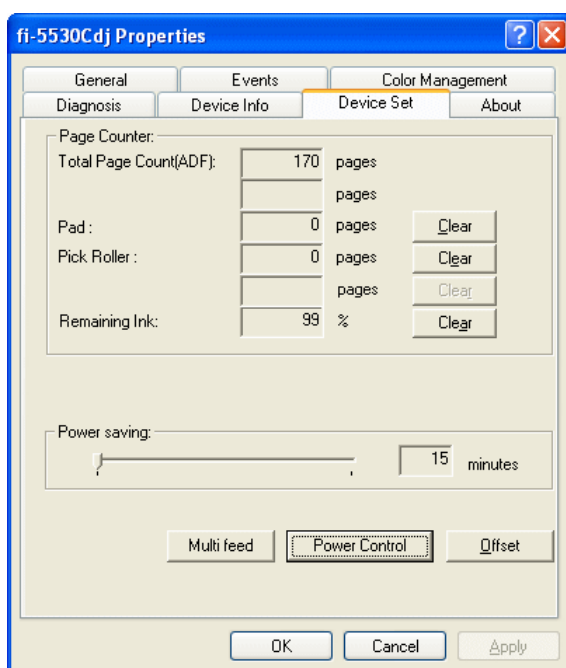 fi-5530Cdj Properties
General Events Color Management
Diagnosis Device Info Device Set About
Page Counter:
Total Page Count(ADF): 170 pages
pages
Pad : 0 pages Clear
Pick Roller : 0 pages Clear
pages Clear
Remaining Ink: 99 % Clear
Power saving:
15 minutes
Multi feed Power Control Offset
OK Cancel Apply